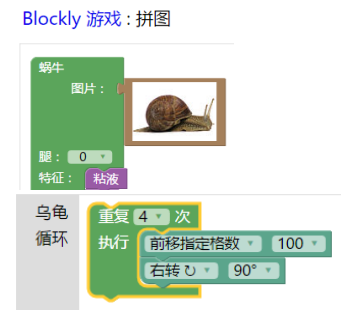 Blockly 游戏 : 拼图
蜗牛
图片：
腿： 0
特征： 粘液
乌龟
循环
重复 4 次
执行 前移指定格数 100
右转 ↻ 90°